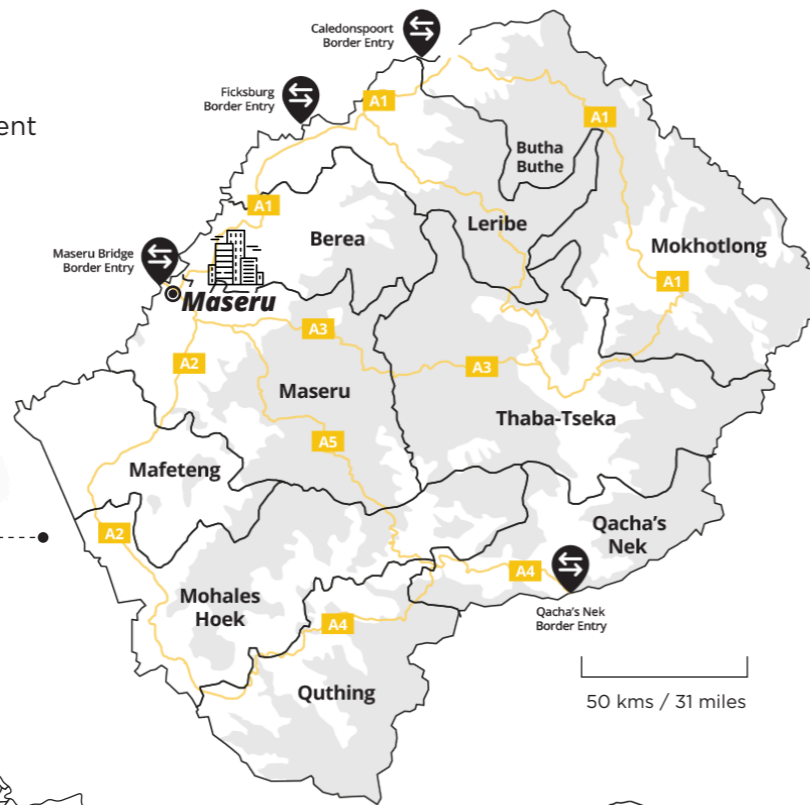 Caledonspoort
Border Entry
Ficksburg
Border Entry
ent
A1
A1
Butha
Buthe
A1
Leribe
Berea
Mokhotlong
Maseru Bridge
Border Entry
A1
Maseru
A3
A2
A3
Maseru
Thaba-Tseka
A5
Mafeteng
Qacha's
Nek
A2
A4
Mohales
Hoek
Qacha's Nek
Border Entry
A4
Quthing
50 kms / 31 miles